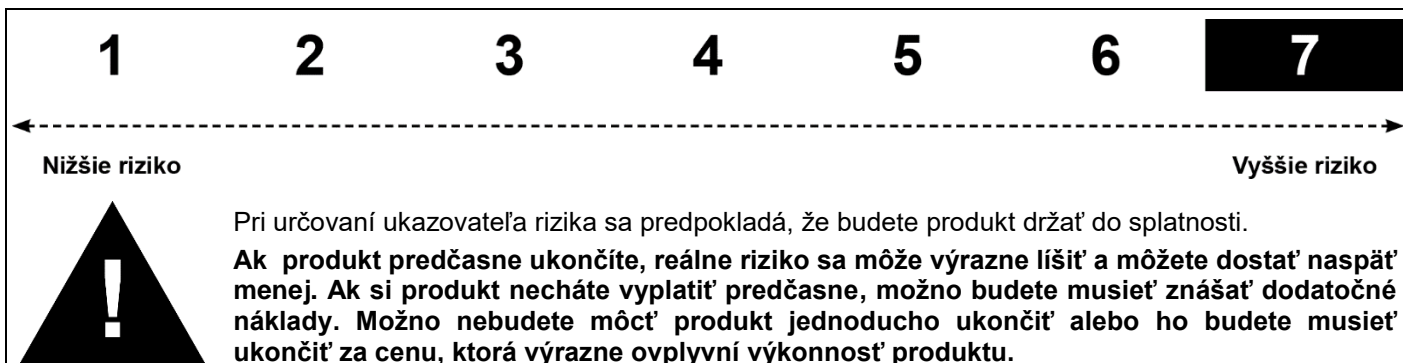 1 2 3 4 5 6 7
Nižšie riziko Vyššie riziko
Pri určovaní ukazovateľa rizika sa predpokladá, že budete produkt držať do splatnosti.
Ak produkt predčasne ukončíte, reálne riziko sa môže výrazne líšiť a môžete dostať naspäť
menej. Ak si produkt necháte vyplatiť predčasne, možno budete musieť znášať dodatočné
náklady. Možno nebudete môcť produkt jednoducho ukončiť alebo ho budete musieť
ukončiť za cenu, ktorá výrazne ovplyvní výkonnosť produktu.
!